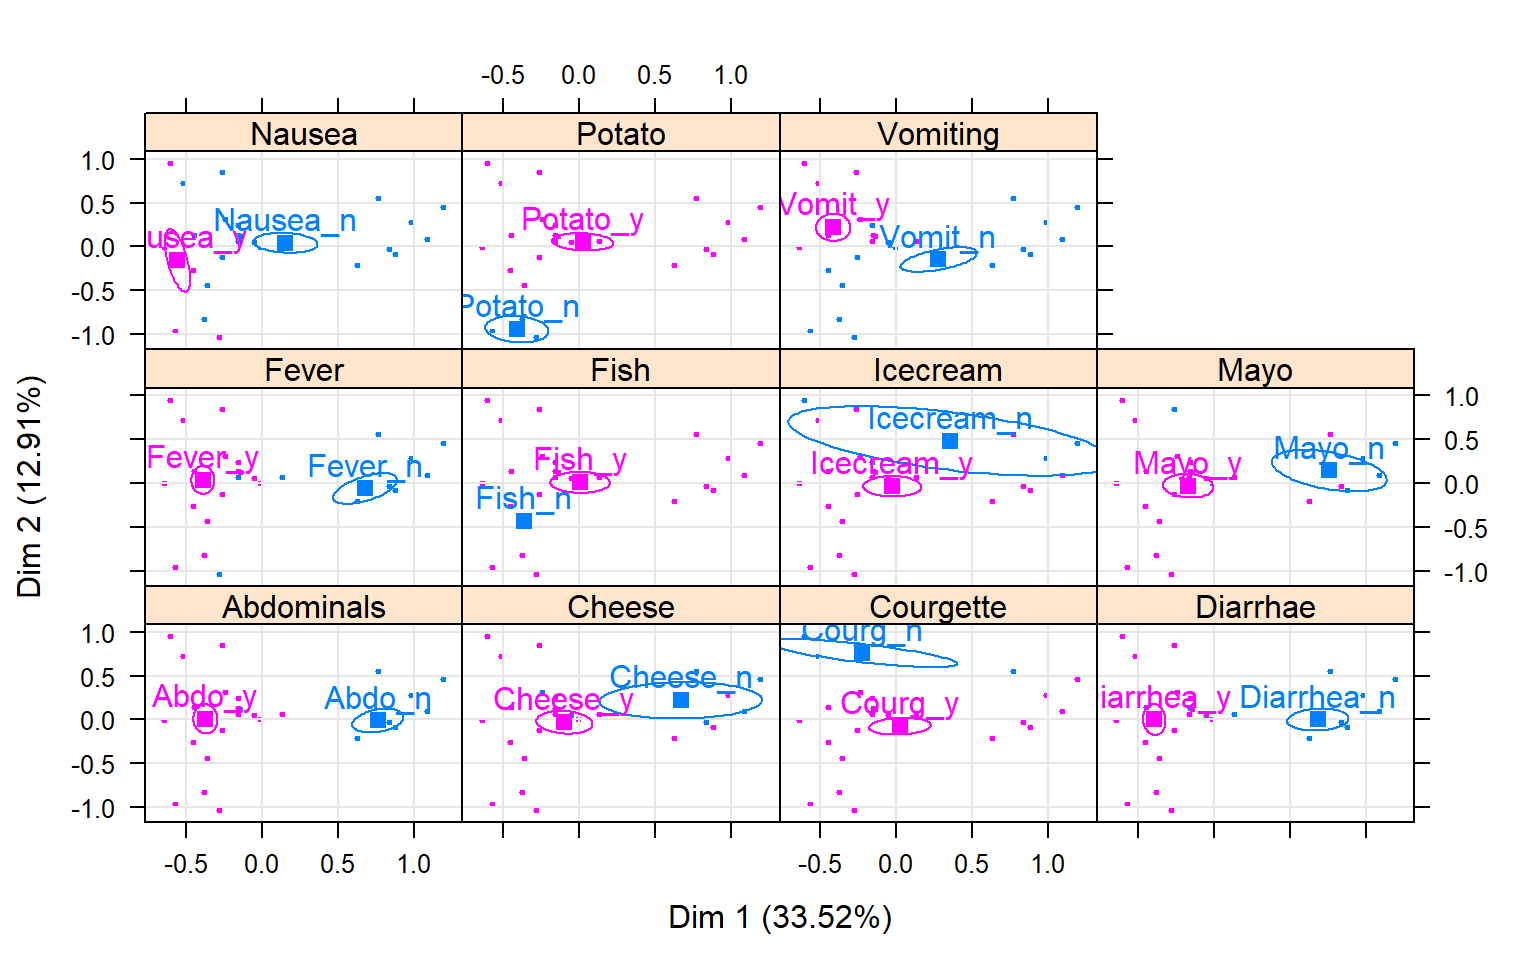 -0.5 0.0 0.5 1.0
Nausea Potato Vomiting
1.0
0.5
0.0
-0.5
-1.0
Nausea_n
usea_y
Potato_y
Potato_n
Vomit_y
Vomit_n
Fever Fish Icecream Mayo
Fever_y
Fever_n
Fish_y
Fish_n
Icecream_n
Icecream_y
Mayo_n
Mayo_y
1.0
0.5
0.0
-0.5
-1.0
Abdominals Cheese Courgette Diarrhae
1.0
0.5
0.0
-0.5
-1.0
Abdo_y
Abdo_n
Cheese_n
Cheese_y
Courg_n
Courg_y
iarrhea_y
Diarrhea_n
-0.5 0.0 0.5 1.0 -0.5 0.0 0.5 1.0
Dim 1 (33.52%)
Dim 2 (12.91%)